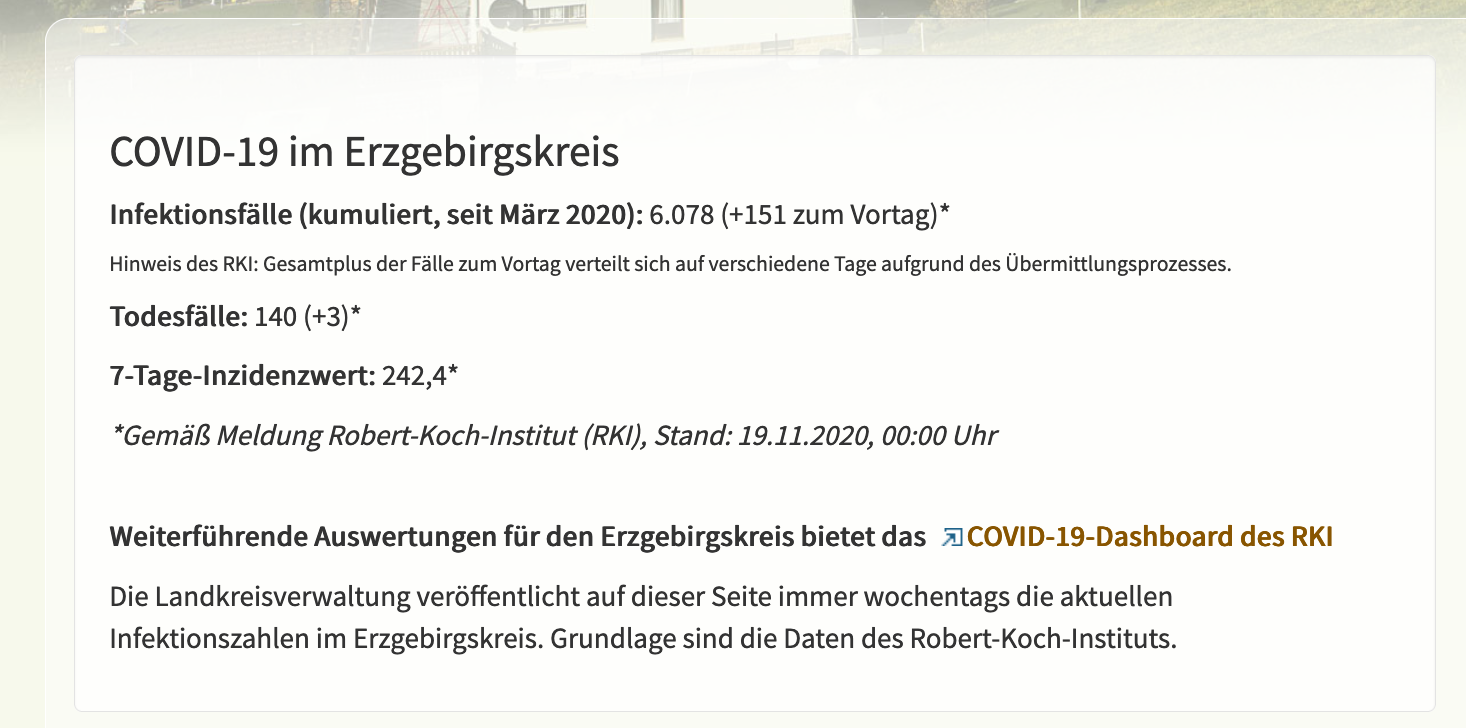 COVID-19 im Erzgebirgskreis
Infektionsfälle (kumuliert, seit März 2020): 6.078 (+151 zum Vortag)*
Hinweis des RKI: Gesamtplus der Fälle zum Vortag verteilt sich auf verschiedene Tage aufgrund des Übermittlungsprozesses.
Todesfälle: 140 (+3)*
7-Tage-Inzidenzwert: 242,4*
*Gemäß Meldung Robert-Koch-Institut (RKI), Stand: 19.11.2020, 00:00 Uhr
Weiterführende Auswertungen für den Erzgebirgskreis bietet das COVID-19-Dashboard des RKI
Die Landkreisverwaltung veröffentlicht auf dieser Seite immer wochentags die aktuellen
Infektionszahlen im Erzgebirgskreis. Grundlage sind die Daten des Robert-Koch-Instituts.